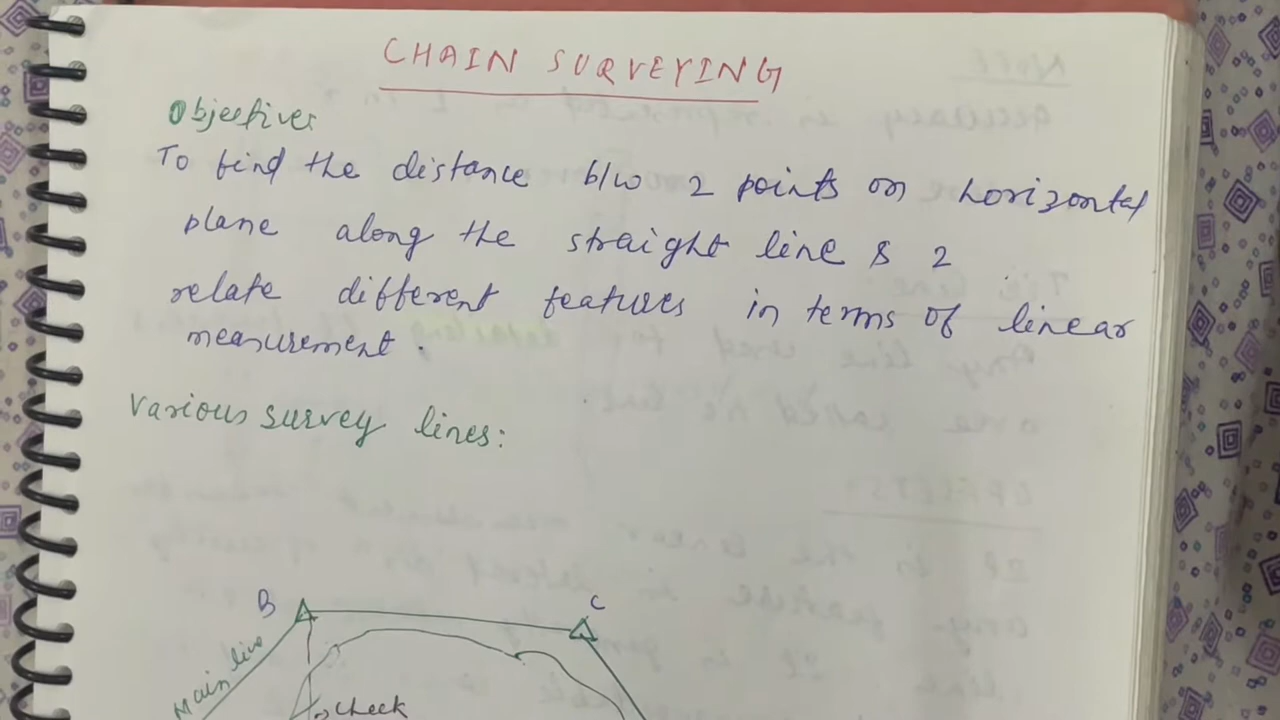 CHAIN SURVEYING
Objectives
To find the distance b/w 2 points on horizontal
plane along the straight line & 2
relate different features in terms of linear
measurement.
Various survey lines:
B
C
Main line
check